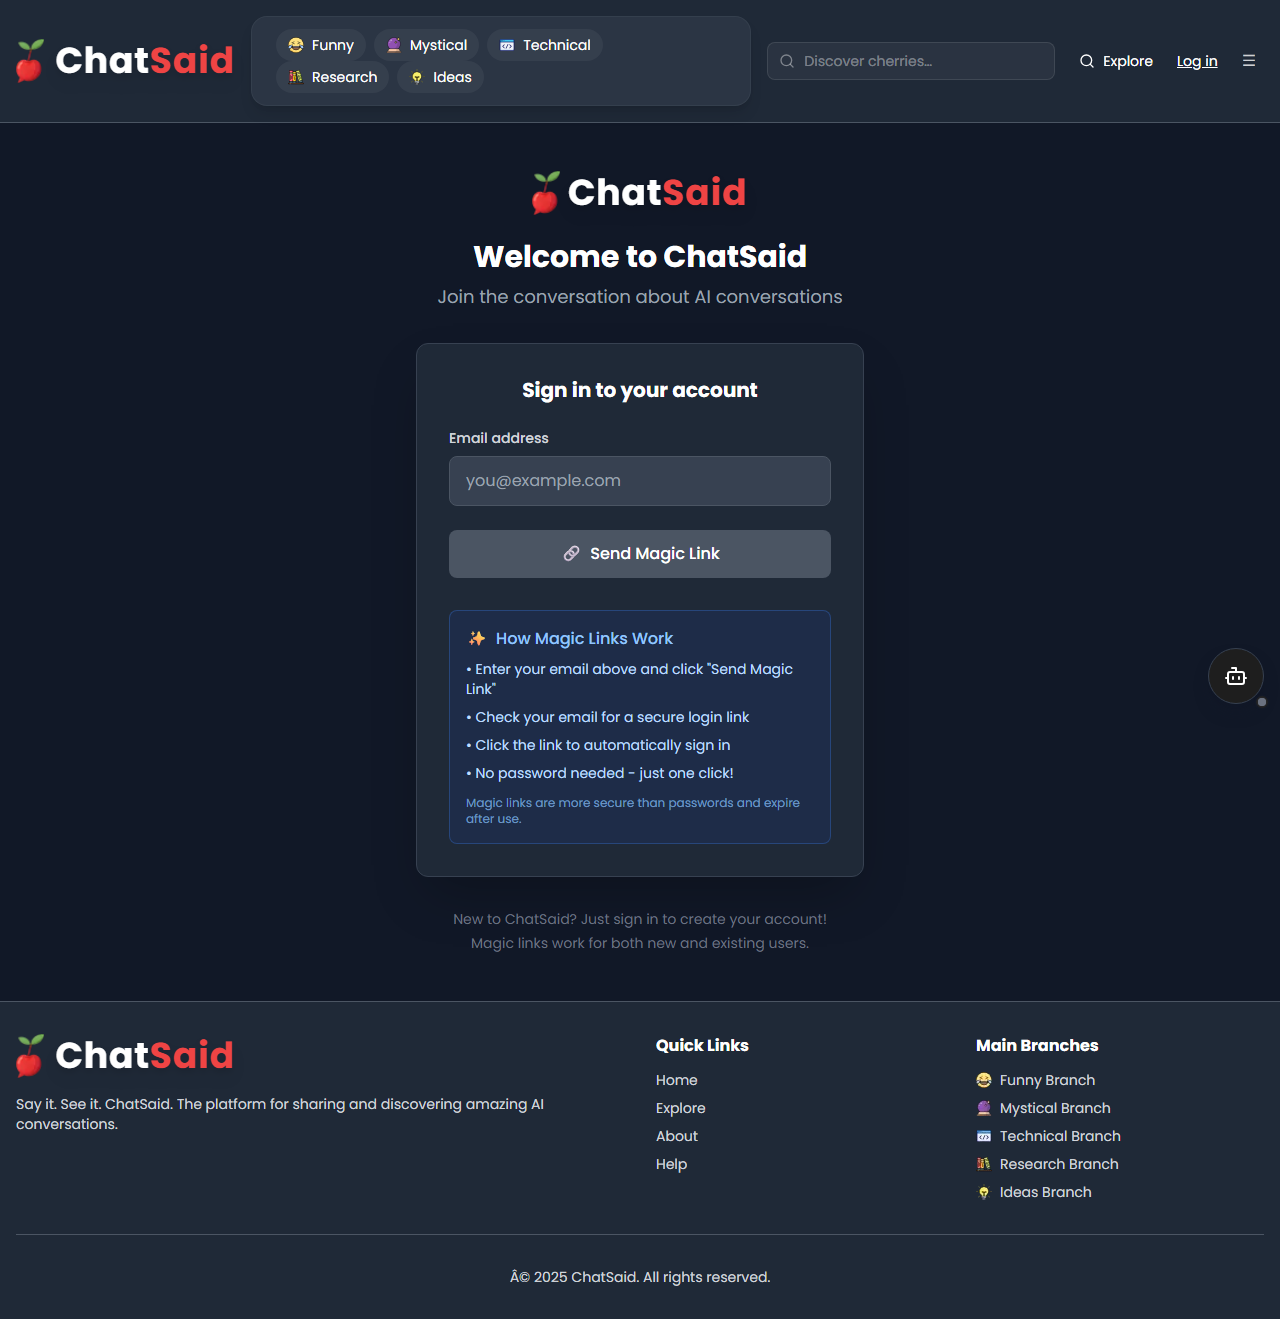 ChatSaid
Funny
Mystical
Technical
Research
Ideas
Discover cherries...
Explore
Log in
ChatSaid
Welcome to ChatSaid
Join the conversation about AI conversations
Sign in to your account
Email address
you@example.com
Send Magic Link
How Magic Links Work
• Enter your email above and click "Send Magic
Link"
• Check your email for a secure login link
• Click the link to automatically sign in
• No password needed - just one click!
Magic links are more secure than passwords and expire
after use.
New to ChatSaid? Just sign in to create your account!
Magic links work for both new and existing users.
ChatSaid
Say it. See it. ChatSaid. The platform for sharing and discovering amazing AI
conversations.
Quick Links
Home
Explore
About
Help
Main Branches
Funny Branch
Mystical Branch
Technical Branch
Research Branch
Ideas Branch
Â© 2025 ChatSaid. All rights reserved.